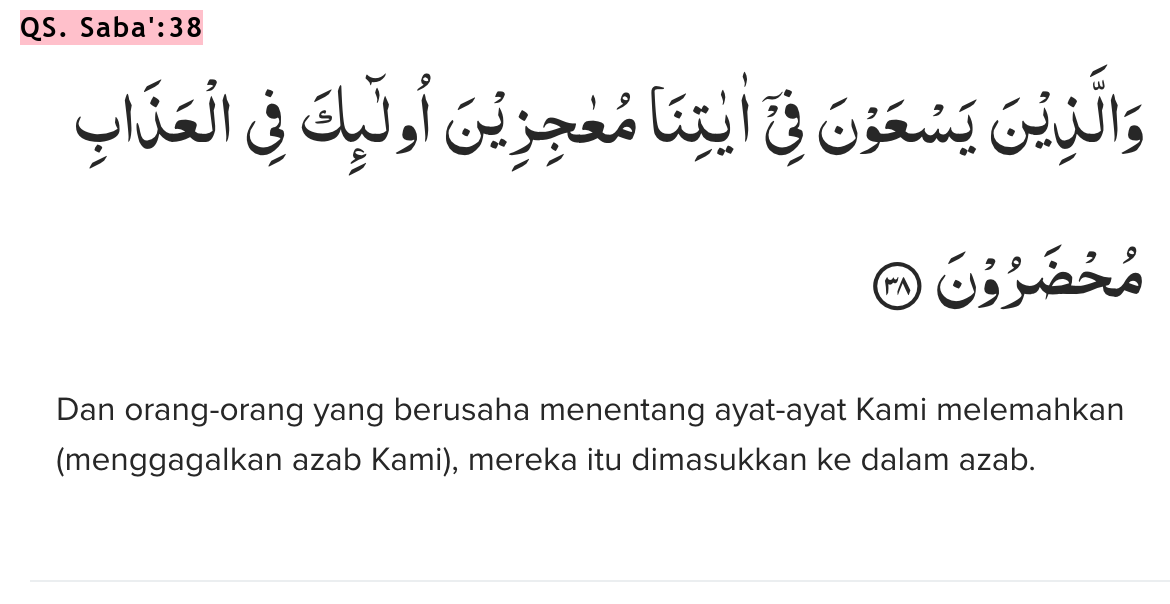 QS. Saba':38
وَالَّذِيْنَ يَسْعَوْنَ فِيْٓ اٰيٰتِنَا مُعٰجِزِيْنَ اُولٰۤىِٕكَ فِى الْعَذَابِ
مُحْضَرُوْنَ ٣٨
Dan orang-orang yang berusaha menentang ayat-ayat Kami melemahkan
(menggagalkan azab Kami), mereka itu dimasukkan ke dalam azab.